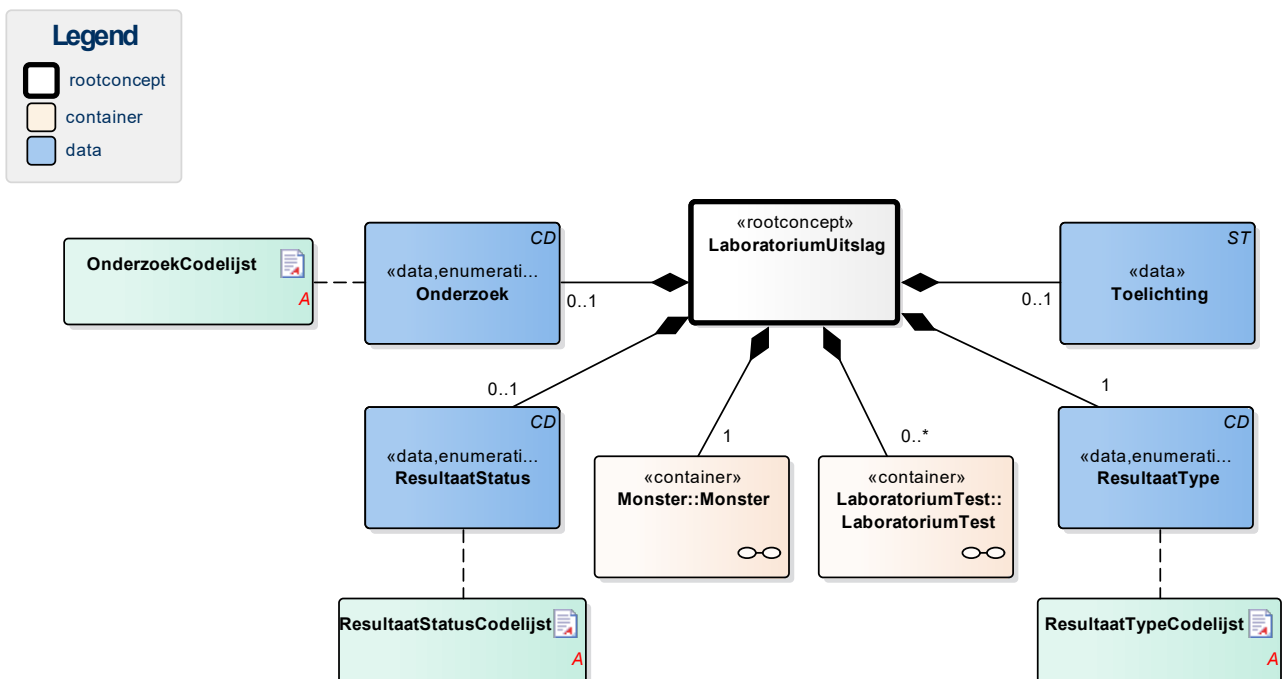 Legend
rootconcept
container
data
«rootconcept»
LaboratoriumUitslag
CD
«data,enumerati...
Onderzoek
OnderzoekCodelijst
A
0..1
ST
«data»
Toelichting
0..1
0..1
1
0..*
1
CD
«data,enumerati...
ResultaatStatus
«container»
Monster::Monster
«container»
LaboratoriumTest::
LaboratoriumTest
CD
«data,enumerati...
ResultaatType
ResultaatStatusCodelijst
A
ResultaatTypeCodelijst
A